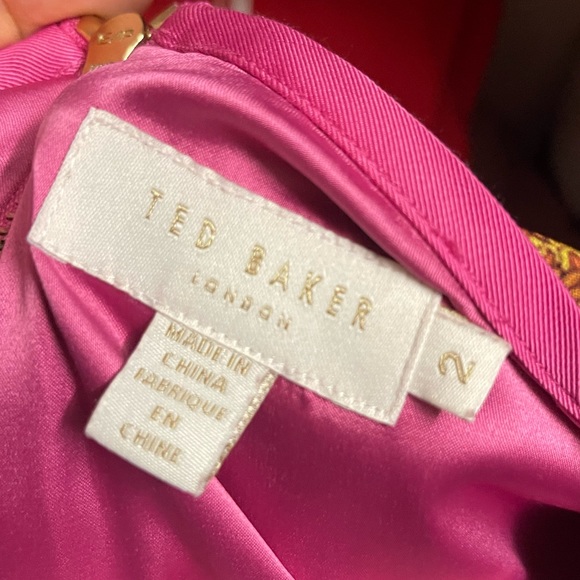 TED BAKER
LONDON
2
MADE IN
CHINA
FABRIQUE
EN
CHINE